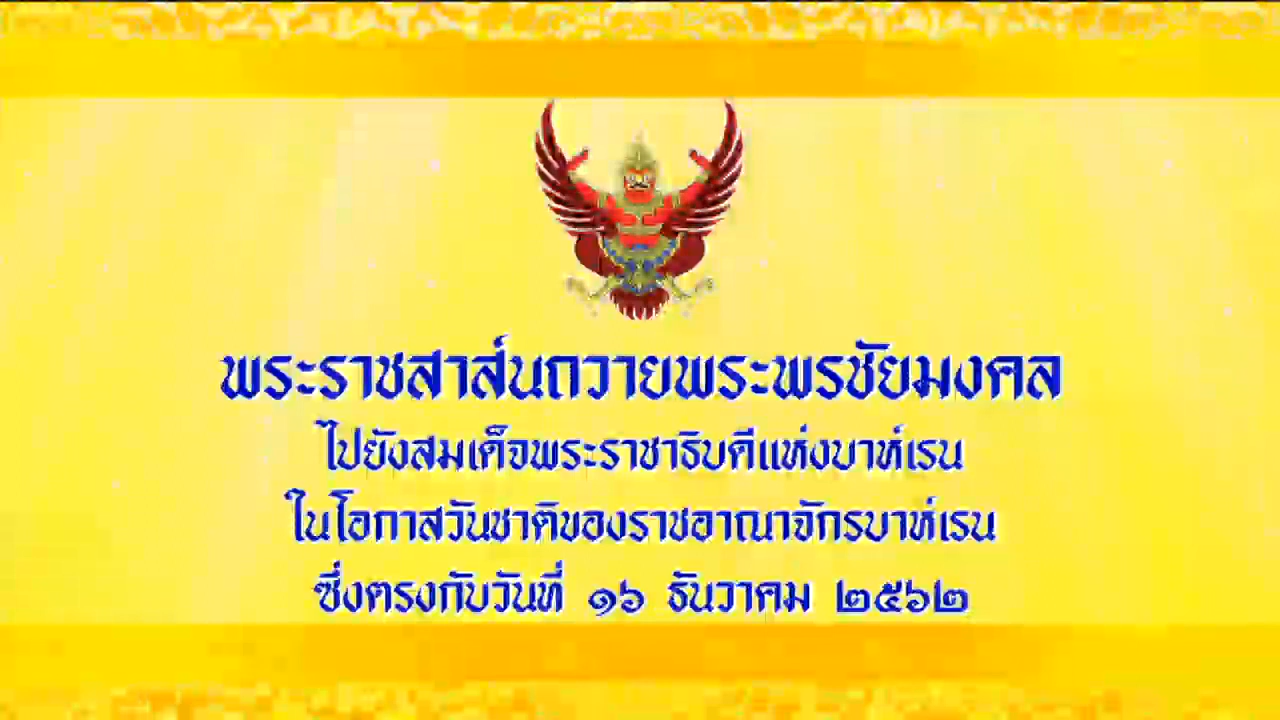 พระราชสาส์นถวายพระพรชัยมงคล
ไปยังสมเด็จพระราชาธิบดีแห่งบาห์เรน
ในโอกาสวันชาติของราชอาณาจักรบาห์เรน
ซึ่งตรงกับวันที่ ๑๖ ธันวาคม ๒๕๖๒